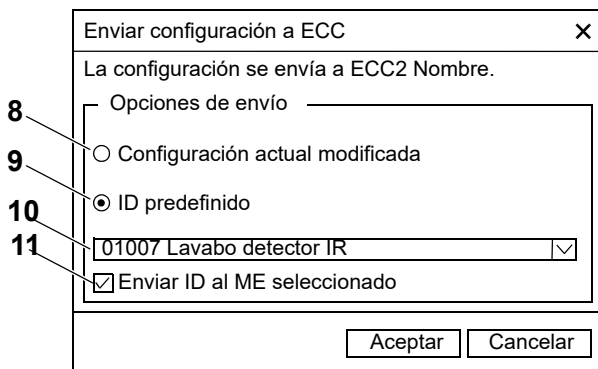 Enviar configuración a ECC
La configuración se envía a ECC2 Nombre.
Opciones de envío
8
Configuración actual modificada
9
ID predefinido
10
01007 Lavabo detector IR
11
Enviar ID al ME seleccionado
Aceptar Cancelar